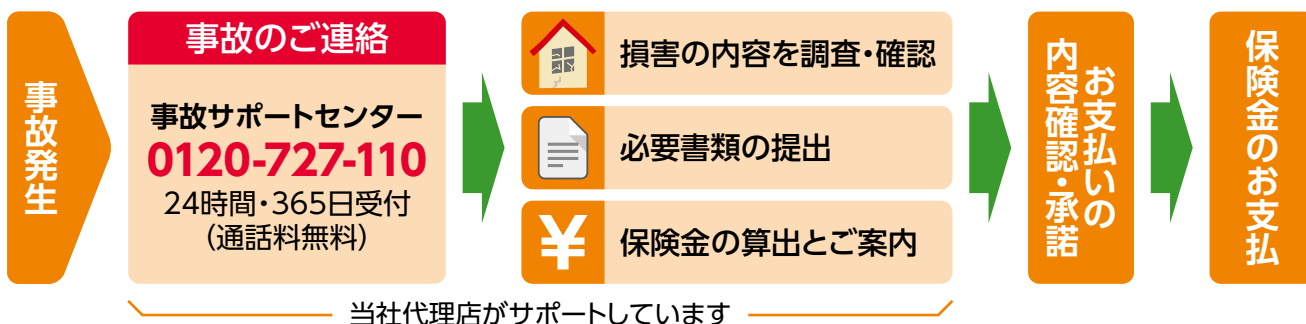 事故発生
事故のご連絡
事故サポートセンター
0120-727-110
24時間・365日受付
(通話料無料)
損害の内容を調査・確認
必要書類の提出
¥
保険金の算出とご案内
お支払いの
内容確認・承諾
保険金のお支払
当社代理店がサポートしています